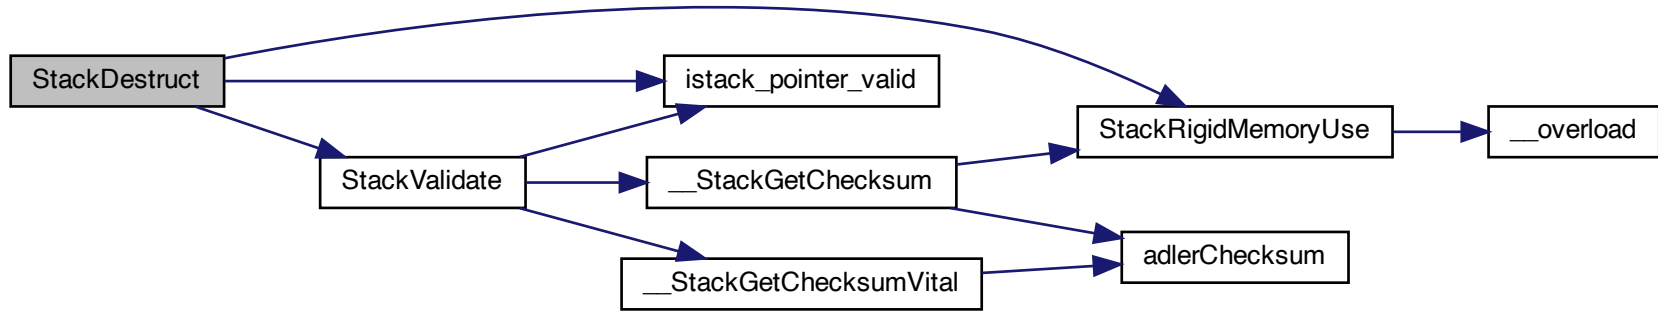 StackDestruct
istack_pointer_valid
StackRigidMemoryUse
__overload
StackValidate
__StackGetChecksum
adlerChecksum
__StackGetChecksumVital